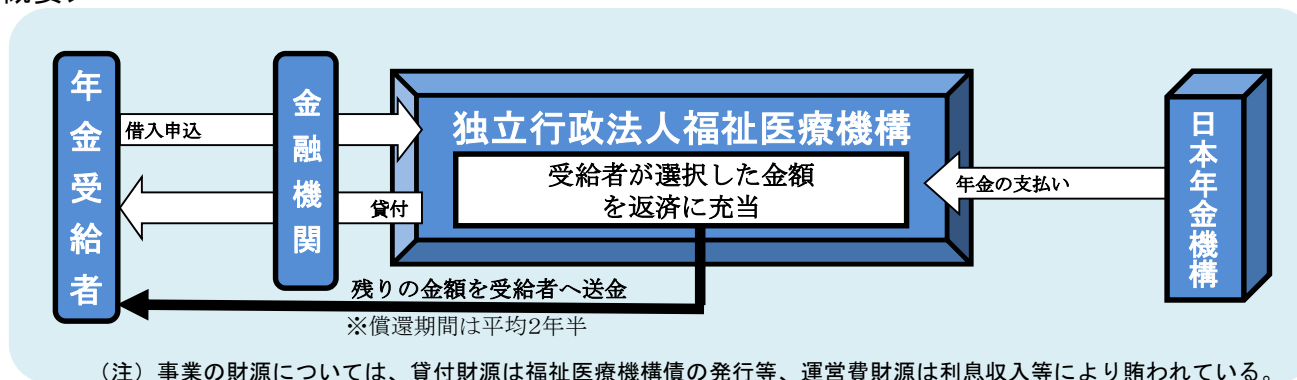 年金受給者
金融機関
借入申込
貸付
独立行政法人福祉医療機構
受給者が選択した金額
を返済に充当
年金の支払い
日本年金機構
残りの金額を受給者へ送金
※償還期間は平均2年半
（注）事業の財源については、貸付財源は福祉医療機構債の発行等、運営費財源は利息収入等により賄われている。